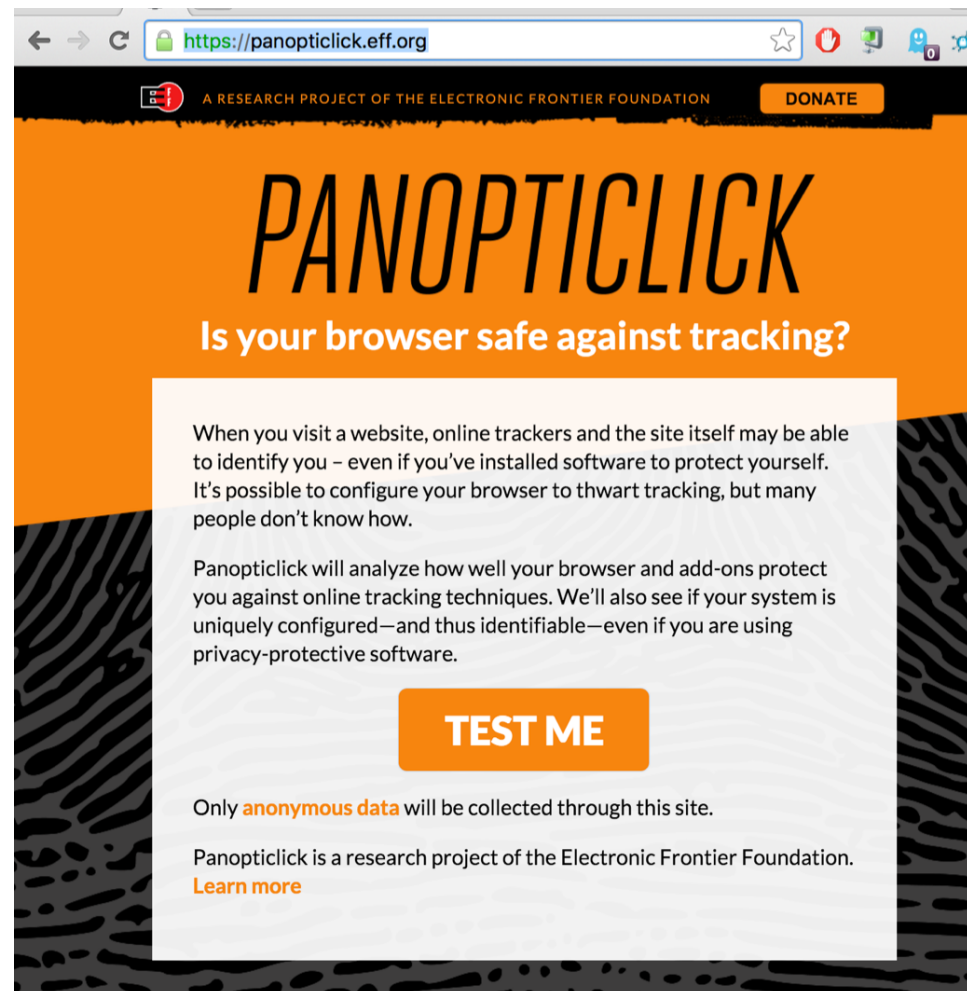 https://panopticlick.eff.org
0
EFF
A RESEARCH PROJECT OF THE ELECTRONIC FRONTIER FOUNDATION
DONATE
PANOPTICLICK
Is your browser safe against tracking?
When you visit a website, online trackers and the site itself may be able
to identify you – even if you’ve installed software to protect yourself.
It’s possible to configure your browser to thwart tracking, but many
people don’t know how.
Panopticlick will analyze how well your browser and add-ons protect
you against online tracking techniques. We’ll also see if your system is
uniquely configured—and thus identifiable—even if you are using
privacy-protective software.
TEST ME
Only anonymous data will be collected through this site.
Panopticlick is a research project of the Electronic Frontier Foundation.
Learn more